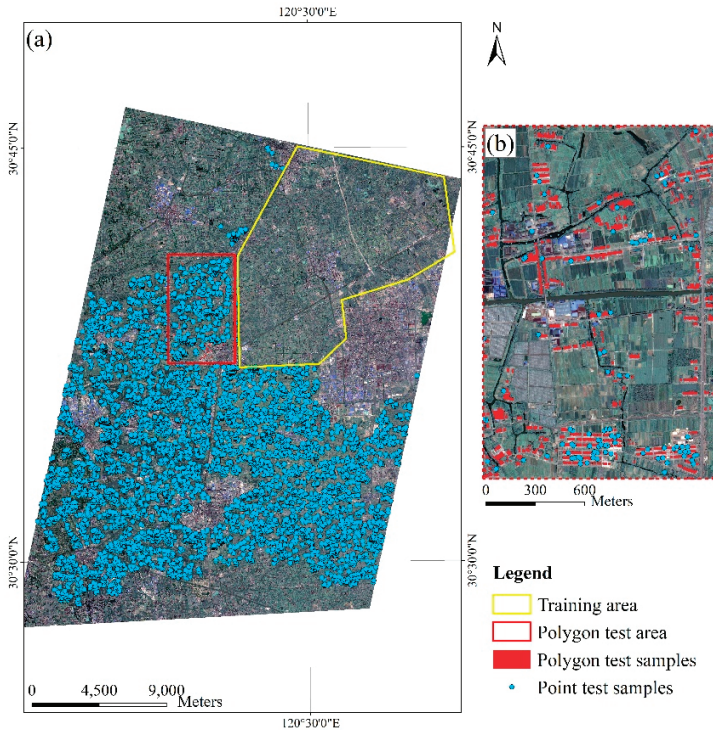 120°30'0"E
(a)
N
30°45'0"N
30°45'0"N
(b)
0 300 600
Meters
30°30'0"N
30°30'0"N
Legend
Training area
Polygon test area
Polygon test samples
Point test samples
0 4,500 9,000
Meters
120°30'0"E